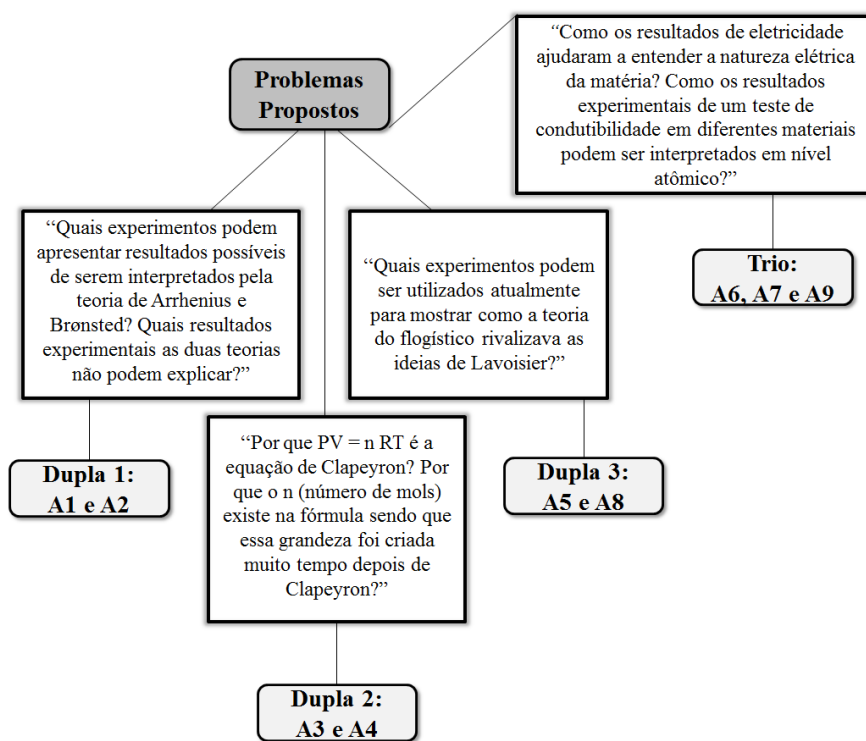 Problemas
Propostos
“Como os resultados de eletricidade
ajudaram a entender a natureza elétrica
da matéria? Como os resultados
experimentais de um teste de
condutibilidade em diferentes materiais
podem ser interpretados em nível
atômico?”
“Quais experimentos podem
apresentar resultados possíveis
de serem interpretados pela
teoria de Arrhenius e
Brønsted? Quais resultados
experimentais as duas teorias
não podem explicar?”
“Quais experimentos podem
ser utilizados atualmente
para mostrar como a teoria
do flogístico rivalizava as
ideias de Lavoisier?”
Trio:
A6, A7 e A9
“Por que PV = n RT é a
equação de Clapeyron? Por
que o n (número de mols)
existe na fórmula sendo que
essa grandeza foi criada
muito tempo depois de
Clapeyron?”
Dupla 1:
A1 e A2
Dupla 3:
A5 e A8
Dupla 2:
A3 e A4